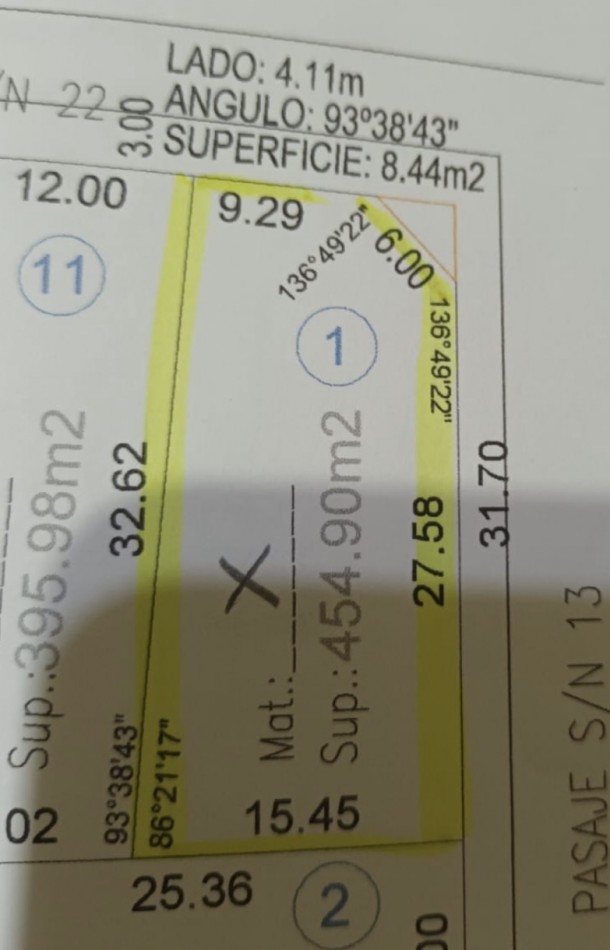 LADO: 4.11m
ANGULO: 93°38'43"
SUPERFICIE: 8.44m2
/N 22
3.00
12.00
9.29
136°49'22"
6.00
136°49'22"
11
1
Sup.:395.98m2
32.62
Mat.:_______
X
Sup.:454.90m2
27.58
31.70
PASAJE S/N 13
93°38'43"
86°21'17"
02
15.45
25.36
2
00